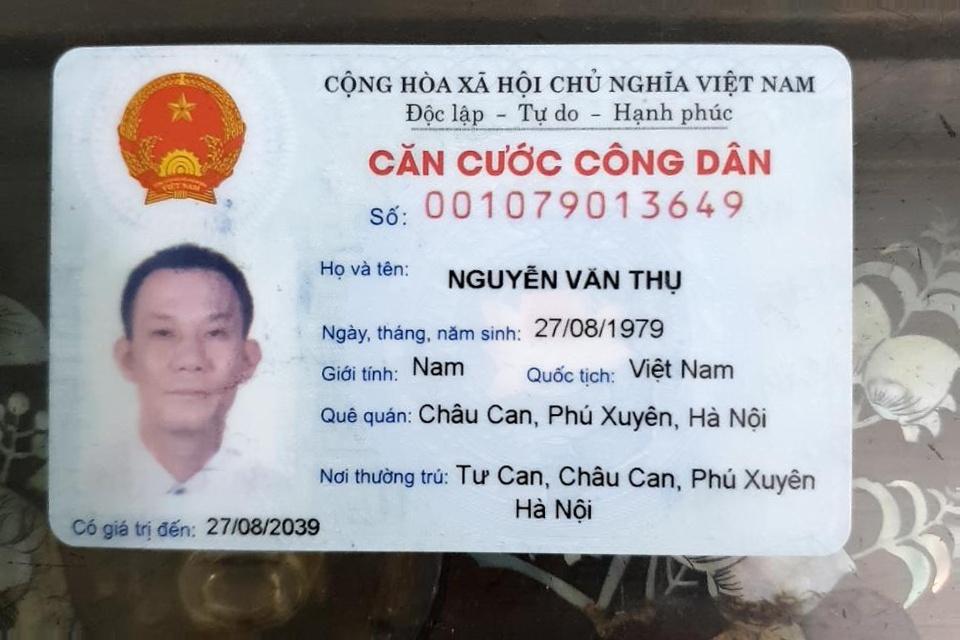 CỘNG HÒA XÃ HỘI CHỦ NGHĨA VIỆT NAM
Độc lập - Tự do - Hạnh phúc
CĂN CƯỚC CÔNG DÂN
Số: 001079013649
Họ và tên: NGUYỄN VĂN THỤ
Ngày, tháng, năm sinh: 27/08/1979
Giới tính: Nam Quốc tịch: Việt Nam
Quê quán: Châu Can, Phú Xuyên, Hà Nội
Nơi thường trú: Tư Can, Châu Can, Phú Xuyên
Hà Nội
Có giá trị đến: 27/08/2039
VIỆT NAM